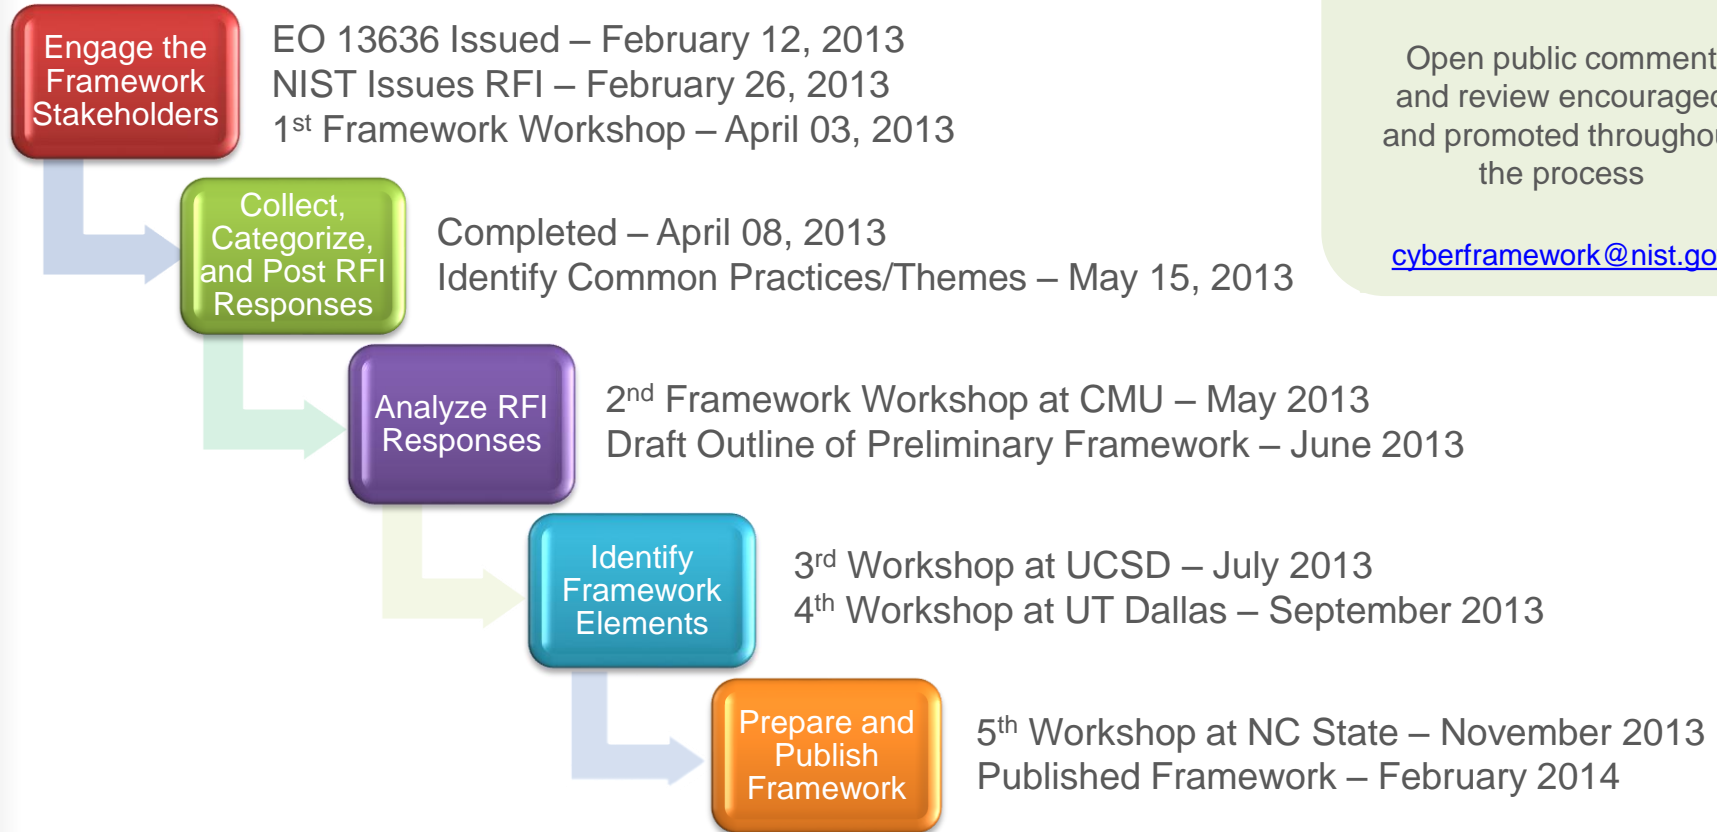 Engage the
Framework
Stakeholders
EO 13636 Issued – February 12, 2013
NIST Issues RFI – February 26, 2013
1st Framework Workshop – April 03, 2013
Open public comment
and review encouraged
and promoted throughou
the process
cyberframework@nist.go
Collect,
Categorize,
and Post RFI
Responses
Completed – April 08, 2013
Identify Common Practices/Themes – May 15, 2013
Analyze RFI
Responses
2nd Framework Workshop at CMU – May 2013
Draft Outline of Preliminary Framework – June 2013
Identify
Framework
Elements
3rd Workshop at UCSD – July 2013
4th Workshop at UT Dallas – September 2013
Prepare and
Publish
Framework
5th Workshop at NC State – November 2013
Published Framework – February 2014